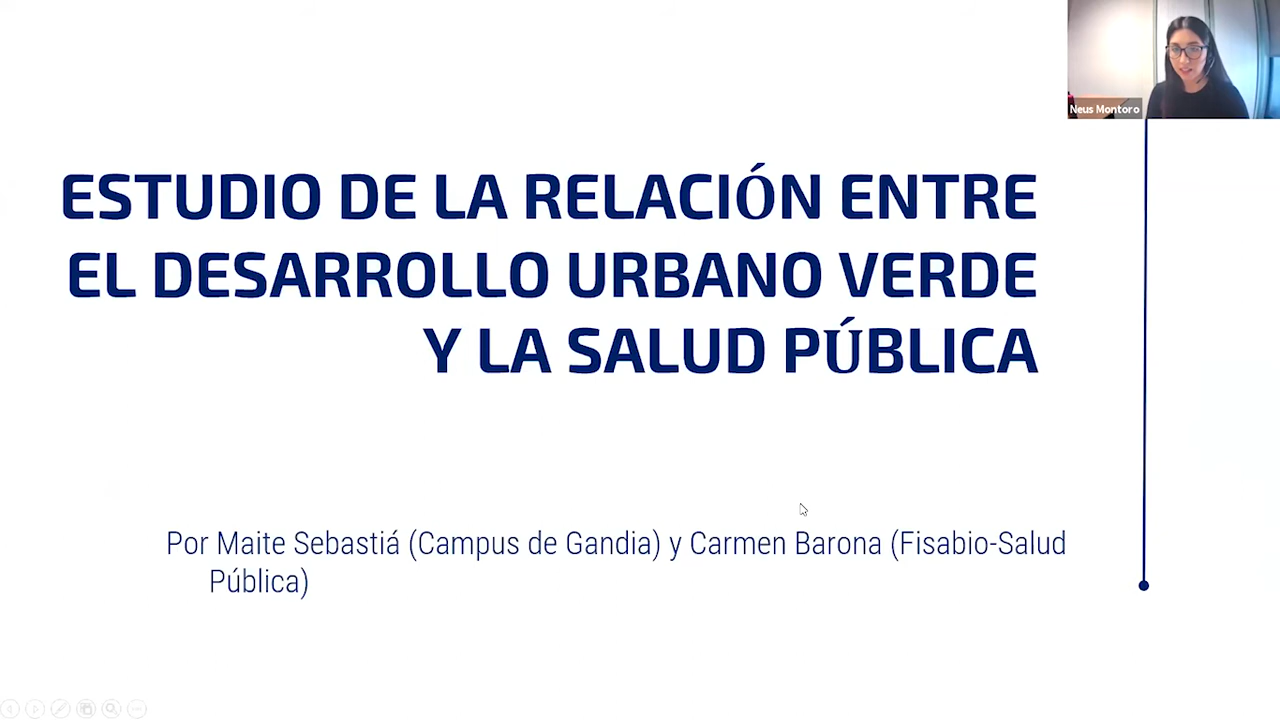 Neus Montoro
ESTUDIO DE LA RELACIÓN ENTRE
EL DESARROLLO URBANO VERDE
Y LA SALUD PÚBLICA
Por Maite Sebastiá (Campus de Gandia) y Carmen Barona (Fisabio-Salud
Pública)